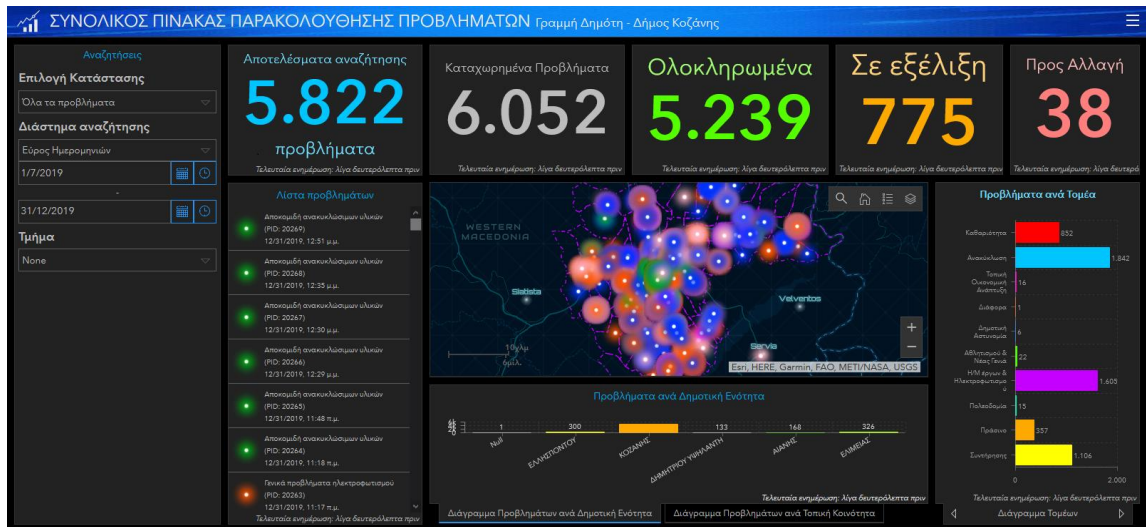 ΣΥΝΟΛΙΚΟΣ ΠΙΝΑΚΑΣ ΠΑΡΑΚΟΛΟΥΘΗΣΗΣ ΠΡΟΒΛΗΜΑΤΩΝ Γραμμή Δημότη - Δήμος Κοζάνης
Αναζητήσεις
Επιλογή Κατάστασης
Όλα τα προβλήματα
Διάστημα αναζήτησης
Εύρος Ημερομηνιών
1/7/2019
-
31/12/2019
Τμήμα
None
Αποτελέσματα αναζήτησης
5.822
προβλήματα
Τελευταία ενημέρωση: λίγα δευτερόλεπτα πριν
Καταχωρημένα Προβλήματα
6.052
Τελευταία ενημέρωση: λίγα δευτερόλεπτα πριν
Ολοκληρωμένα
5.239
Τελευταία ενημέρωση: λίγα δευτερόλεπτα πριν
Σε εξέλιξη
775
Τελευταία ενημέρωση: λίγα δευτερόλεπτα πριν
Προς Αλλαγή
38
Τελευταία ενημέρωση: λίγα δευτερό
Λίστα προβλημάτων
Αποκομιδή ανακυκλώσιμων υλικών
(PID: 20269)
12/31/2019, 12:51 μ.μ.
Αποκομιδή ανακυκλώσιμων υλικών
(PID: 20268)
12/31/2019, 12:35 μ.μ.
Αποκομιδή ανακυκλώσιμων υλικών
(PID: 20267)
12/31/2019, 12:30 μ.μ.
Αποκομιδή ανακυκλώσιμων υλικών
(PID: 20266)
12/31/2019, 12:29 μ.μ.
Αποκομιδή ανακυκλώσιμων υλικών
(PID: 20265)
12/31/2019, 11:48 π.μ.
Αποκομιδή ανακυκλώσιμων υλικών
(PID: 20264)
12/31/2019, 11:18 π.μ.
Γενικά προβλήματα ηλεκτροφωτισμού
(PID: 20263)
12/31/2019, 11:17 π.μ.
Τελευταία ενημέρωση: λίγα δευτερόλεπτα πριν
WESTERN
MACEDONIA
Siatista
Velventos
Servia
10χλμ
6μιλ.
+
−
Esri, HERE, Garmin, FAO, METI/NASA, USGS
Προβλήματα ανά Δημοτική Ενότητα
1
300
133
168
326
Null
ΕΛΛΗΣΠΟΝΤΟΥ
ΚΟΖΑΝΗΣ
ΔΗΜΗΤΡΙΟΥ ΥΨΗΛΑΝΤΗ
ΑΙΑΝΗΣ
ΕΛΙΜΕΙΑΣ
Τελευταία ενημέρωση: λίγα δευτερόλεπτα πριν
Διάγραμμα Προβλημάτων ανά Δημοτική Ενότητα
Διάγραμμα Προβλημάτων ανά Τοπική Κοινότητα
Προβλήματα ανά Τομέα
Καθαριότητα 852
Ανακύκλωση 1.842
Τοπική
Οικονομική 16
Ανάπτυξη
Διάφορα 1
Δημοτική 6
Αστυνομία
Αθλητισμού & 22
Νέας Γενιά
Η/Μ έργων & 1.605
Ηλεκτροφωτισμο
ύ
Πολεοδομία 15
Πράσινο 357
Συντήρησης 1.106
0
2.000
Τελευταία ενημέρωση: λίγα δευτερόλεπτα πριν
Διάγραμμα Τομέων